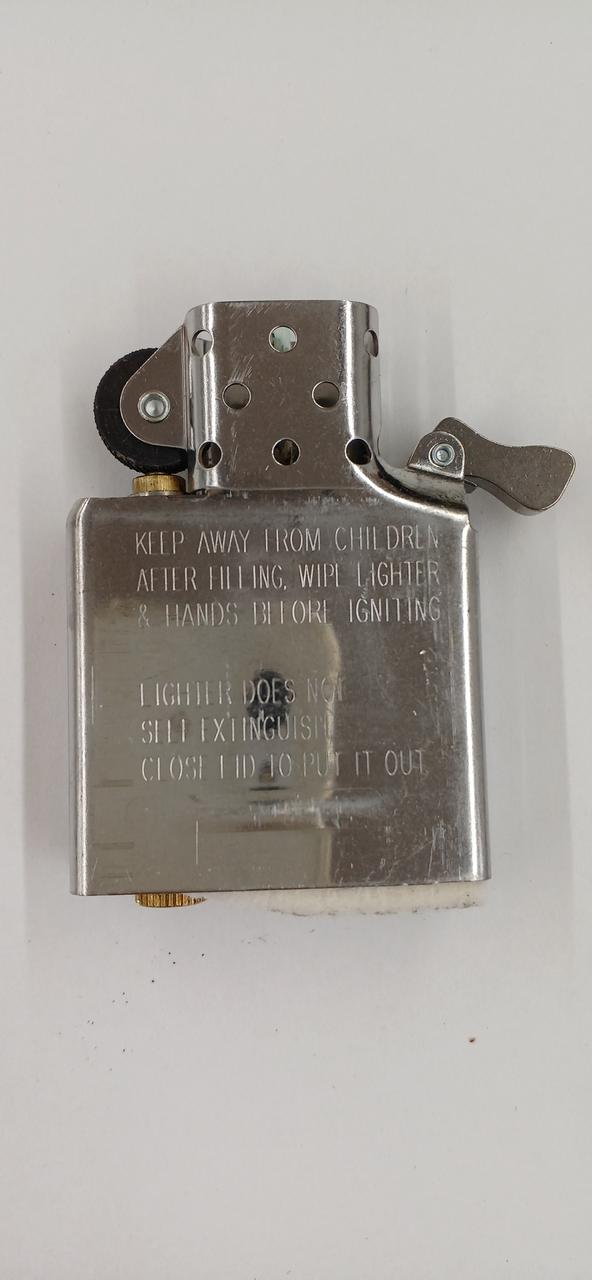 KEEP AWAY FROM CHILDREN
AFTER FILLING, WIPE LIGHTER
& HANDS BEFORE IGNITING
LIGHTER DOES NOT
SELF EXTINGUISH
CLOSE LID TO PUT IT OUT